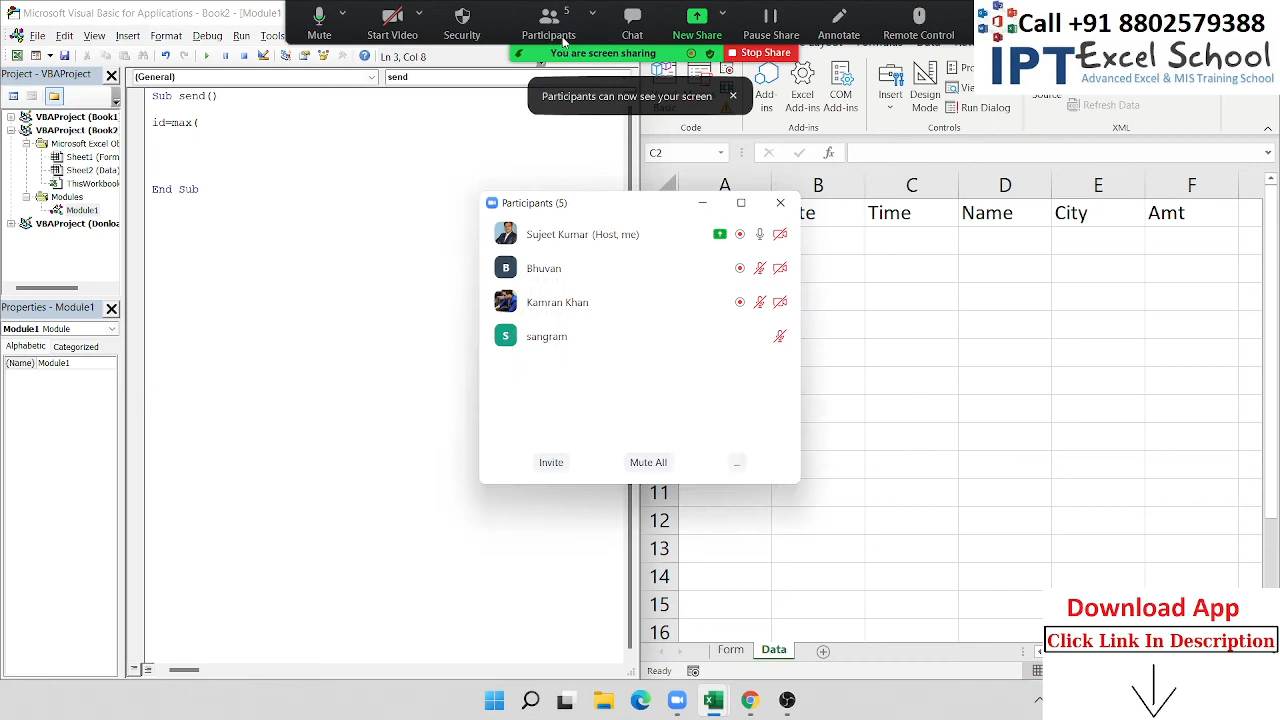 Microsoft Visual Basic for Applications - Book2 - [Module1
File Edit View Insert Format Debug Run Tools
Ln 3, Col 8
Mute
Start Video
Security
Participants
5
Chat
New Share
Pause Share
Annotate
Remote Control
You are screen sharing
Stop Share
Participants can now see your screen
Call +91 8802579388
IPT Excel School
Advanced Excel & MIS Training School
Project - VBAProject
VBAProject (Book1
VBAProject (Book2
Microsoft Excel Ob
Sheet1 (Form
Sheet2 (Data)
ThisWorkbook
Modules
Module1
VBAProject (Donloa
Properties - Module1
Module1 Module
Alphabetic
Categorized
(Name) Module1
(General)
send
Sub send()
id=max(
End Sub
Basic
Code
Add-ins
Excel Add-ins
COM Add-ins
Add-ins
Insert
Design Mode
Run Dialog
Controls
Source
Refresh Data
XML
C2
fx
A B C D E F
te Time Name City Amt
11
12
13
14
15
16
Participants (5)
Sujeet Kumar (Host, me)
B Bhuvan
Kamran Khan
S sangram
Invite
Mute All
...
Form
Data
Ready
Download App
Click Link In Description